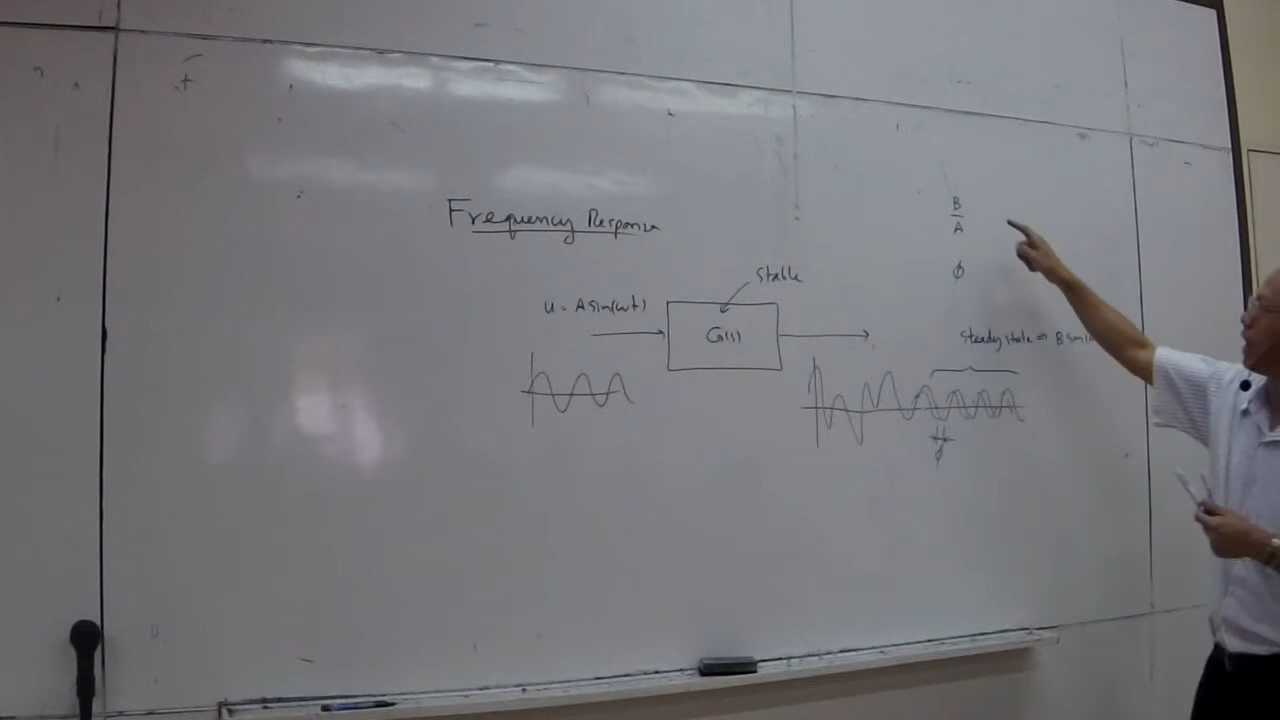 Frequency Response
B
A
ϕ
stable
u = A sin(ωt)
G(s)
steady state ⇒ B sin(
ϕ